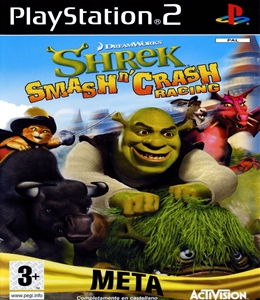 PlayStation®2
PAL
DREAMWORKS
SHREK
SMASH n' CRASH
RACING
3+
www.pegi.info
META
Completamente en castellano
ACTIVISION